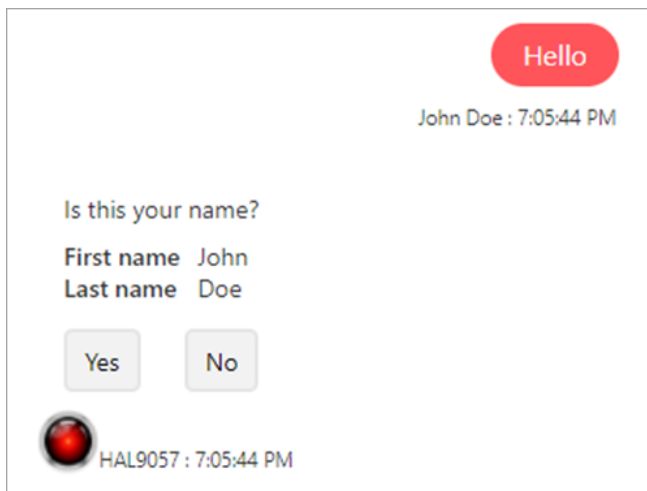 Hello
John Doe : 7:05:44 PM
Is this your name?
First name John
Last name Doe
Yes No
HAL9057 : 7:05:44 PM